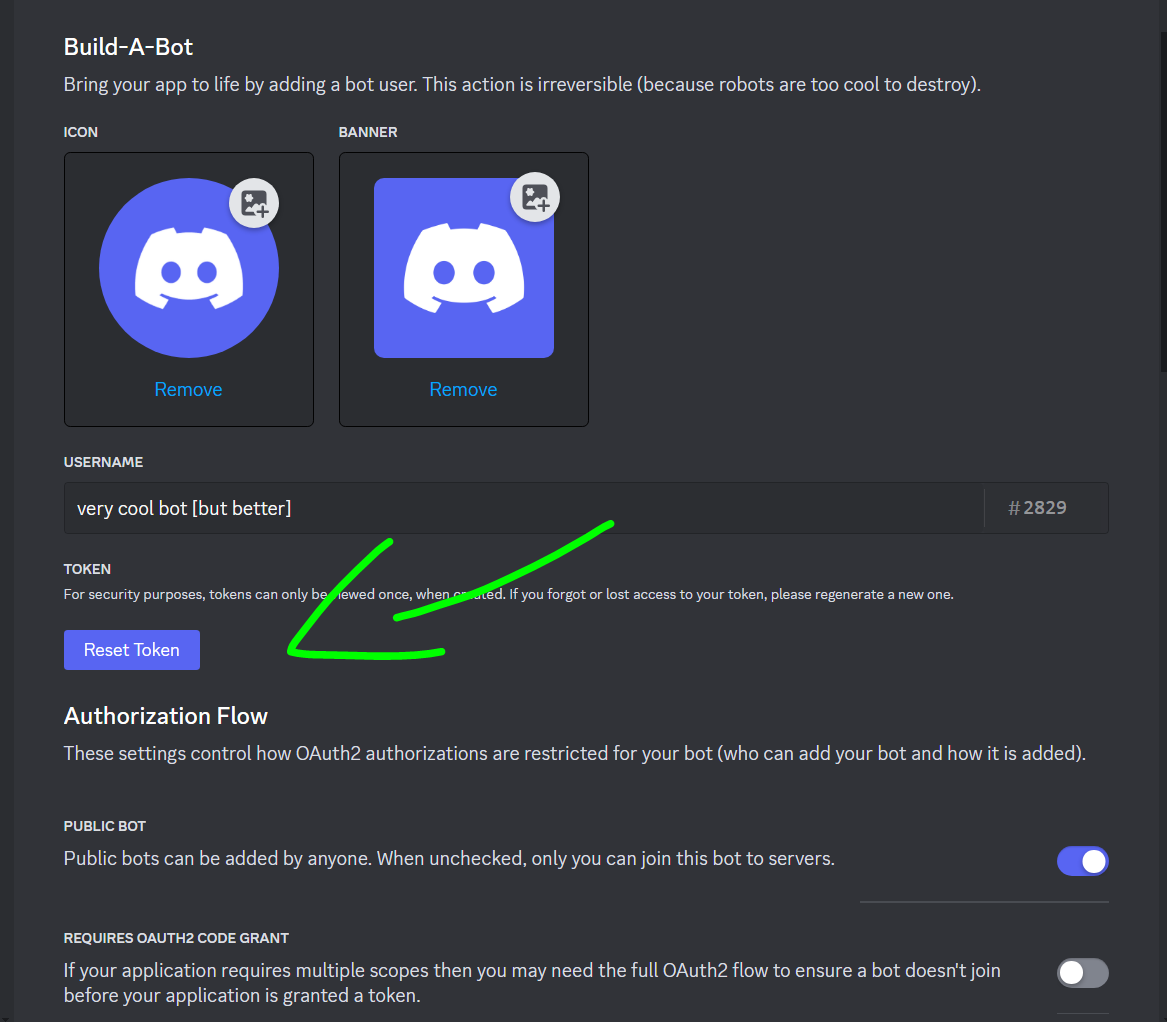 Build-A-Bot
Bring your app to life by adding a bot user. This action is irreversible (because robots are too cool to destroy).
ICON
BANNER
Remove
Remove
USERNAME
very cool bot [but better]
#2829
TOKEN
For security purposes, tokens can only be viewed once, when created. If you forgot or lost access to your token, please regenerate a new one.
Reset Token
Authorization Flow
These settings control how OAuth2 authorizations are restricted for your bot (who can add your bot and how it is added).
PUBLIC BOT
Public bots can be added by anyone. When unchecked, only you can join this bot to servers.
REQUIRES OAUTH2 CODE GRANT
If your application requires multiple scopes then you may need the full OAuth2 flow to ensure a bot doesn't join
before your application is granted a token.